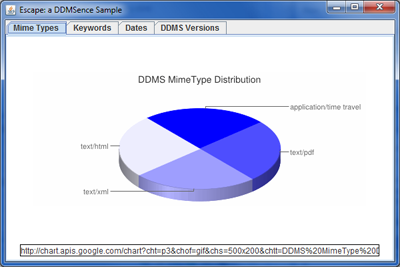 Escape: a DDMSence Sample
Mime Types Keywords Dates DDMS Versions
DDMS MimeType Distribution
application/time travel
text/html
text/pdf
text/xml
http://chart.apis.google.com/chart?cht=p3&chof=gif&chs=500x200&chtt=DDMS%20MimeType%20D